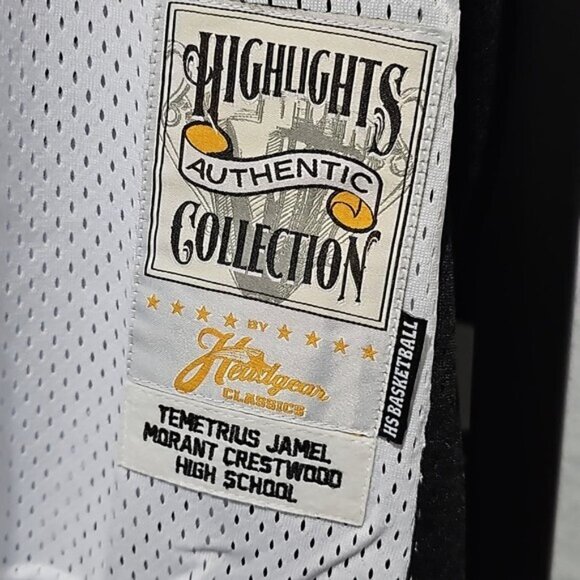 HIGHLIGHTS
AUTHENTIC
COLLECTION
BY
Headgear
CLASSICS
HS BASKETBALL
TEMETRIUS JAMEL
MORANT CRESTWOOD
HIGH SCHOOL